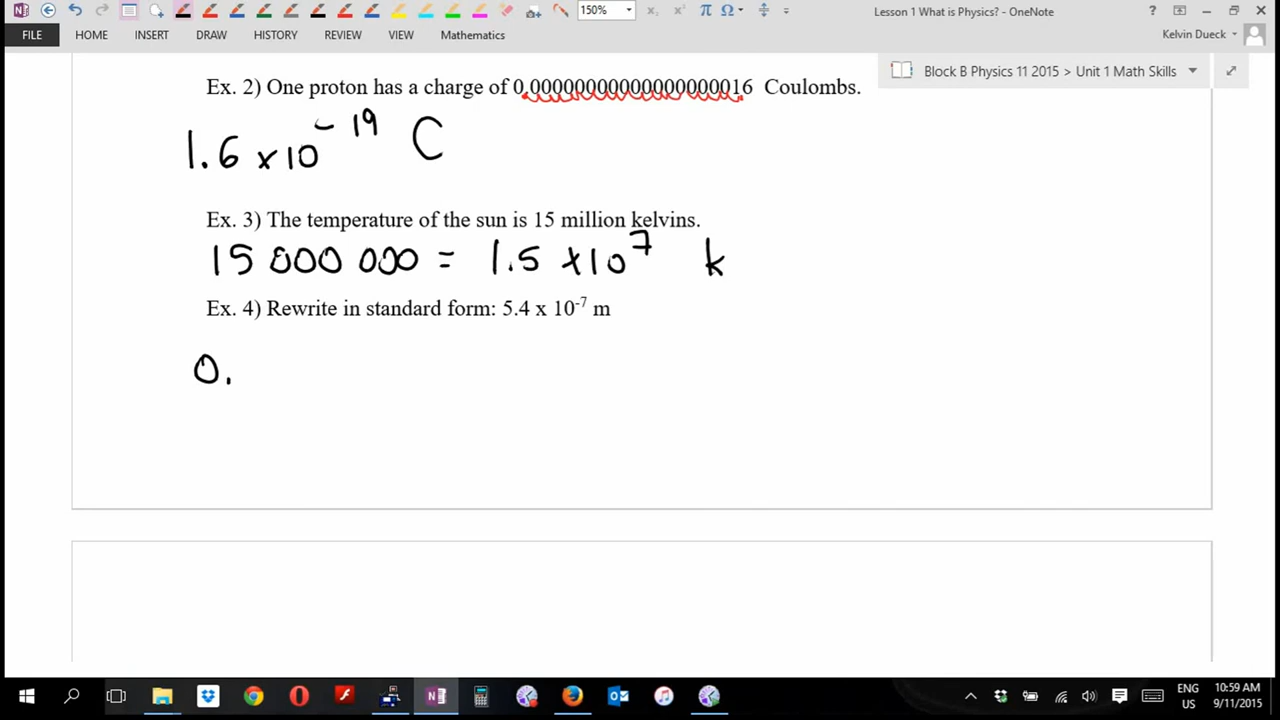 150%
Lesson 1 What is Physics? - OneNote
FILE HOME INSERT DRAW HISTORY REVIEW VIEW Mathematics
Kelvin Dueck
Block B Physics 11 2015 > Unit 1 Math Skills
Ex. 2) One proton has a charge of 0.00000000000000000016 Coulombs.
1.6 x10⁻¹⁹ C
Ex. 3) The temperature of the sun is 15 million kelvins.
15 000 000 = 1.5 x10⁷ k
Ex. 4) Rewrite in standard form: 5.4 x 10⁻⁷ m
0.
ENG 10:59 AM
US 9/11/2015